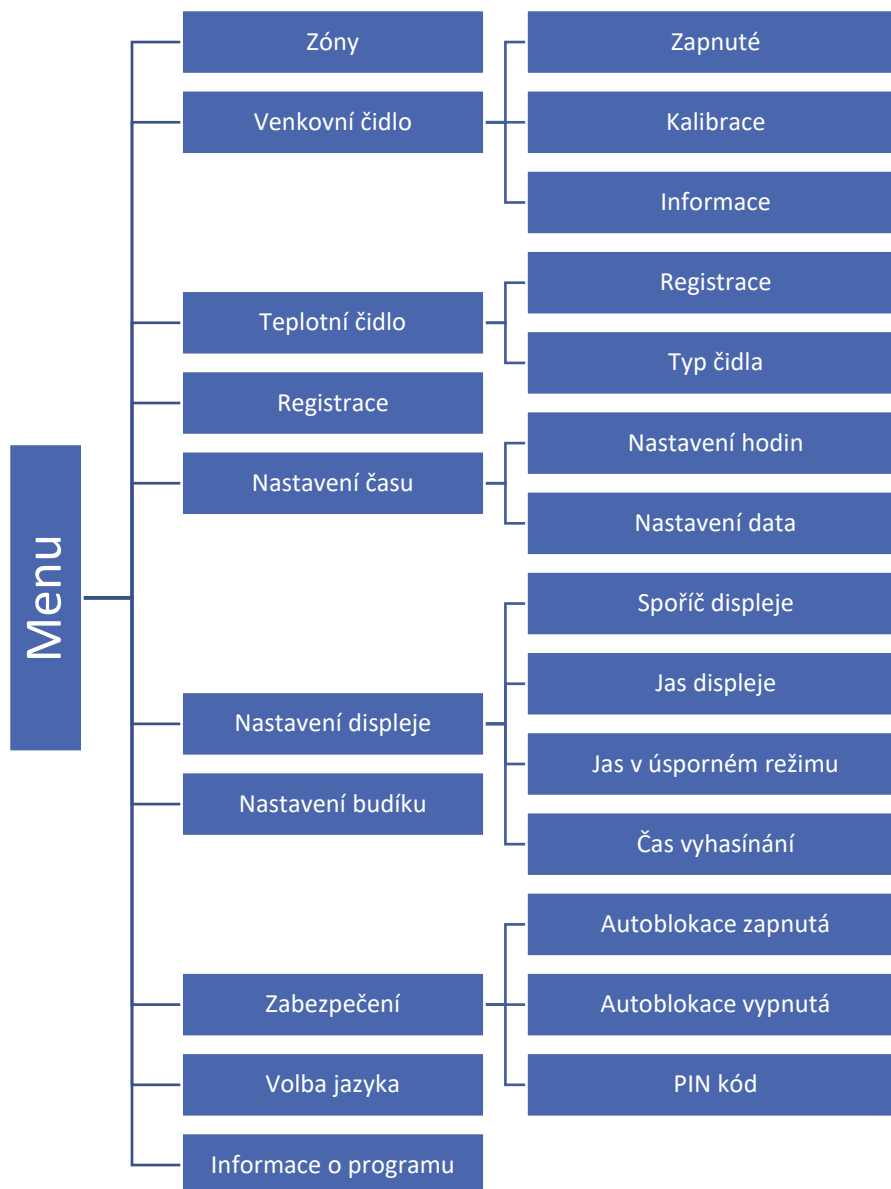 Menu
Zóny
Venkovní čidlo
Zapnuté
Kalibrace
Informace
Teplotní čidlo
Registrace
Typ čidla
Registrace
Nastavení času
Nastavení hodin
Nastavení data
Nastavení displeje
Spořič displeje
Jas displeje
Jas v úsporném režimu
Čas vyhasínání
Nastavení budíku
Zabezpečení
Autoblokace zapnutá
Autoblokace vypnutá
PIN kód
Volba jazyka
Informace o programu